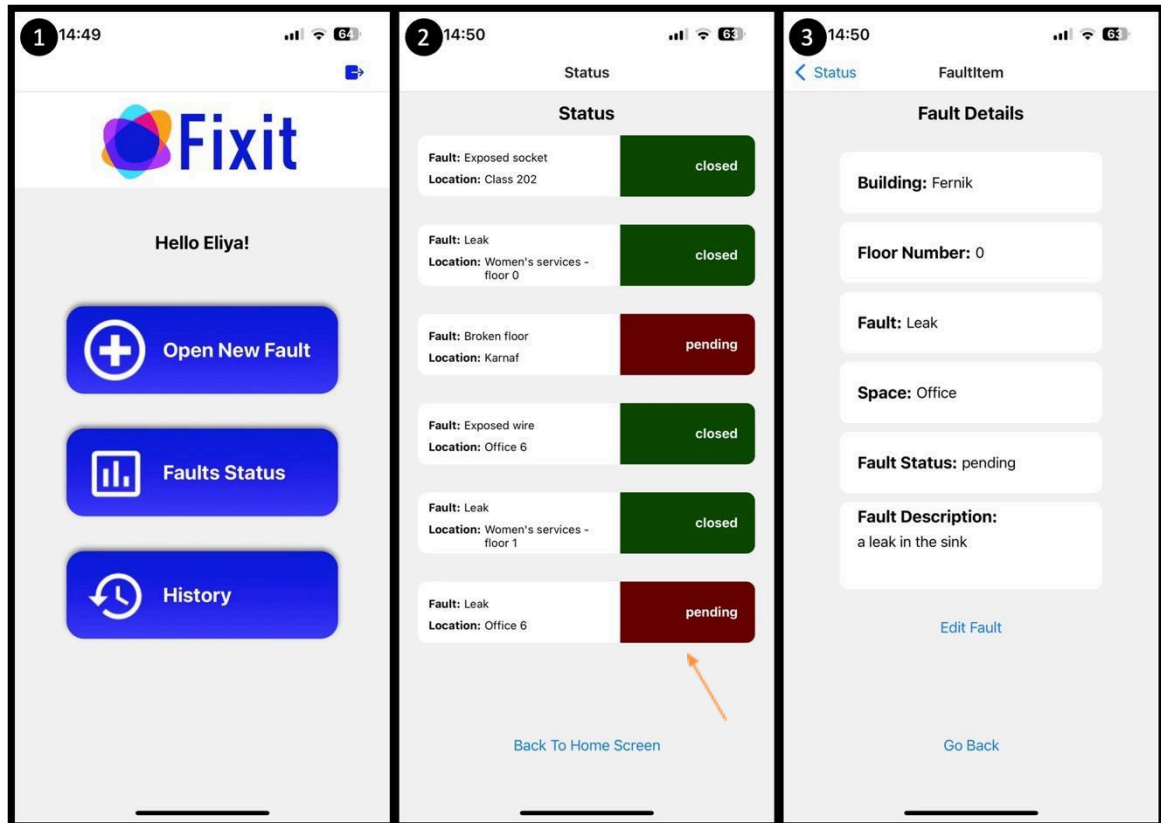 1
14:49
64
Fixit
Hello Eliya!
Open New Fault
Faults Status
History
2
14:50
63
Status
Status
Fault: Exposed socket
Location: Class 202
closed
Fault: Leak
Location: Women's services -
floor 0
closed
Fault: Broken floor
Location: Karnaf
pending
Fault: Exposed wire
Location: Office 6
closed
Fault: Leak
Location: Women's services -
floor 1
closed
Fault: Leak
Location: Office 6
pending
Back To Home Screen
3
14:50
63
Status
FaultItem
Fault Details
Building: Fernik
Floor Number: 0
Fault: Leak
Space: Office
Fault Status: pending
Fault Description:
a leak in the sink
Edit Fault
Go Back